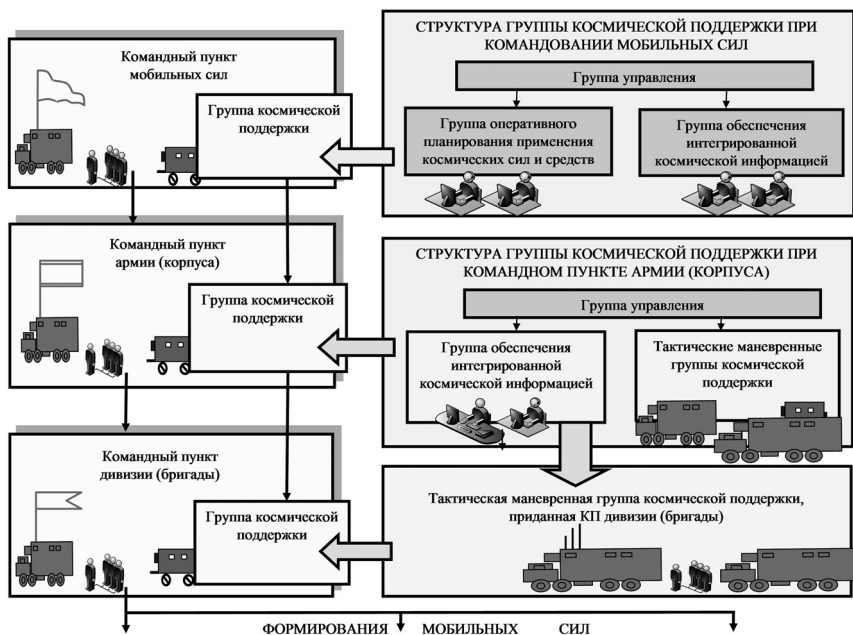 Командный пункт
мобильных сил
Группа космической
поддержки
СТРУКТУРА ГРУППЫ КОСМИЧЕСКОЙ ПОДДЕРЖКИ ПРИ
КОМАНДОВАНИИ МОБИЛЬНЫХ СИЛ
Группа управления
Группа оперативного
планирования применения
космических сил и средств
Группа обеспечения
интегрированной
космической информацией
Командный пункт
армии (корпуса)
Группа космической
поддержки
СТРУКТУРА ГРУППЫ КОСМИЧЕСКОЙ ПОДДЕРЖКИ ПРИ
КОМАНДНОМ ПУНКТЕ АРМИИ (КОРПУСА)
Группа управления
Группа обеспечения
интегрированной
космической информацией
Тактические маневренные
группы космической
поддержки
Командный пункт
дивизии (бригады)
Группа космической
поддержки
Тактическая маневренная группа космической поддержки,
приданная КП дивизии (бригады)
ФОРМИРОВАНИЯ МОБИЛЬНЫХ СИЛ